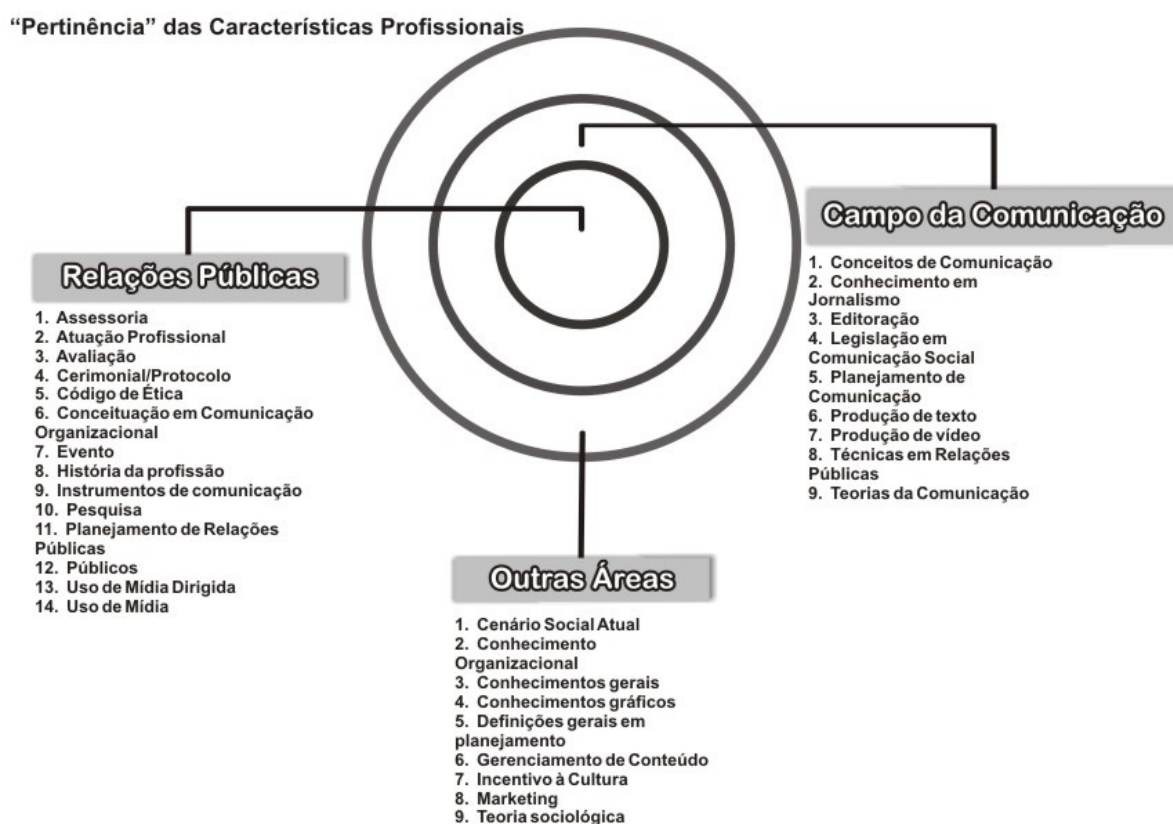 “Pertinência” das Características Profissionais
Relações Públicas
1. Assessoria
2. Atuação Profissional
3. Avaliação
4. Cerimonial/Protocolo
5. Código de Ética
6. Conceituação em Comunicação
Organizacional
7. Evento
8. História da profissão
9. Instrumentos de comunicação
10. Pesquisa
11. Planejamento de Relações
Públicas
12. Públicos
13. Uso de Mídia Dirigida
14. Uso de Mídia
Campo da Comunicação
1. Conceitos de Comunicação
2. Conhecimento em
Jornalismo
3. Editoração
4. Legislação em
Comunicação Social
5. Planejamento de
Comunicação
6. Produção de texto
7. Produção de vídeo
8. Técnicas em Relações
Públicas
9. Teorias da Comunicação
Outras Áreas
1. Cenário Social Atual
2. Conhecimento
Organizacional
3. Conhecimentos gerais
4. Conhecimentos gráficos
5. Definições gerais em
planejamento
6. Gerenciamento de Conteúdo
7. Incentivo à Cultura
8. Marketing
9. Teoria sociológica